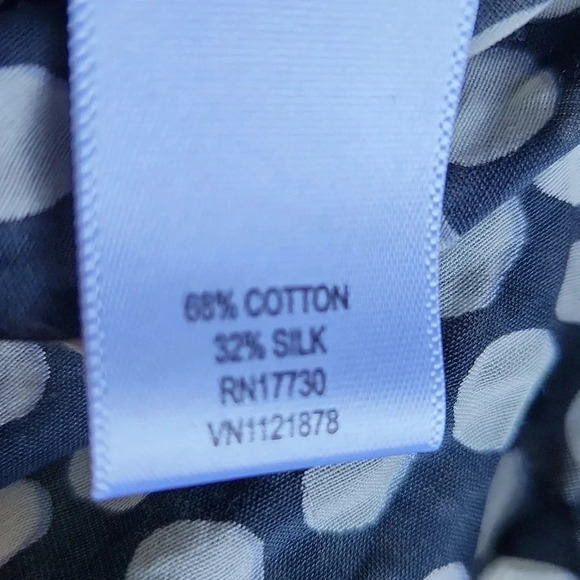 68% COTTON
32% SILK
RN17730
VN1121878